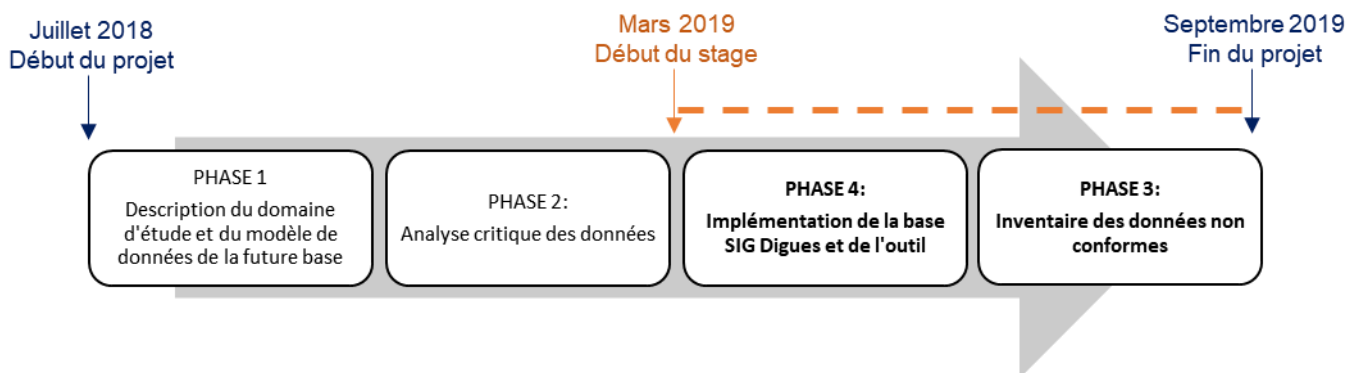 Juillet 2018
Début du projet
Mars 2019
Début du stage
Septembre 2019
Fin du projet
PHASE 1
Description du domaine
d'étude et du modèle de
données de la future base
PHASE 2:
Analyse critique des données
PHASE 4:
Implémentation de la base
SIG Digues et de l'outil
PHASE 3:
Inventaire des données non
conformes